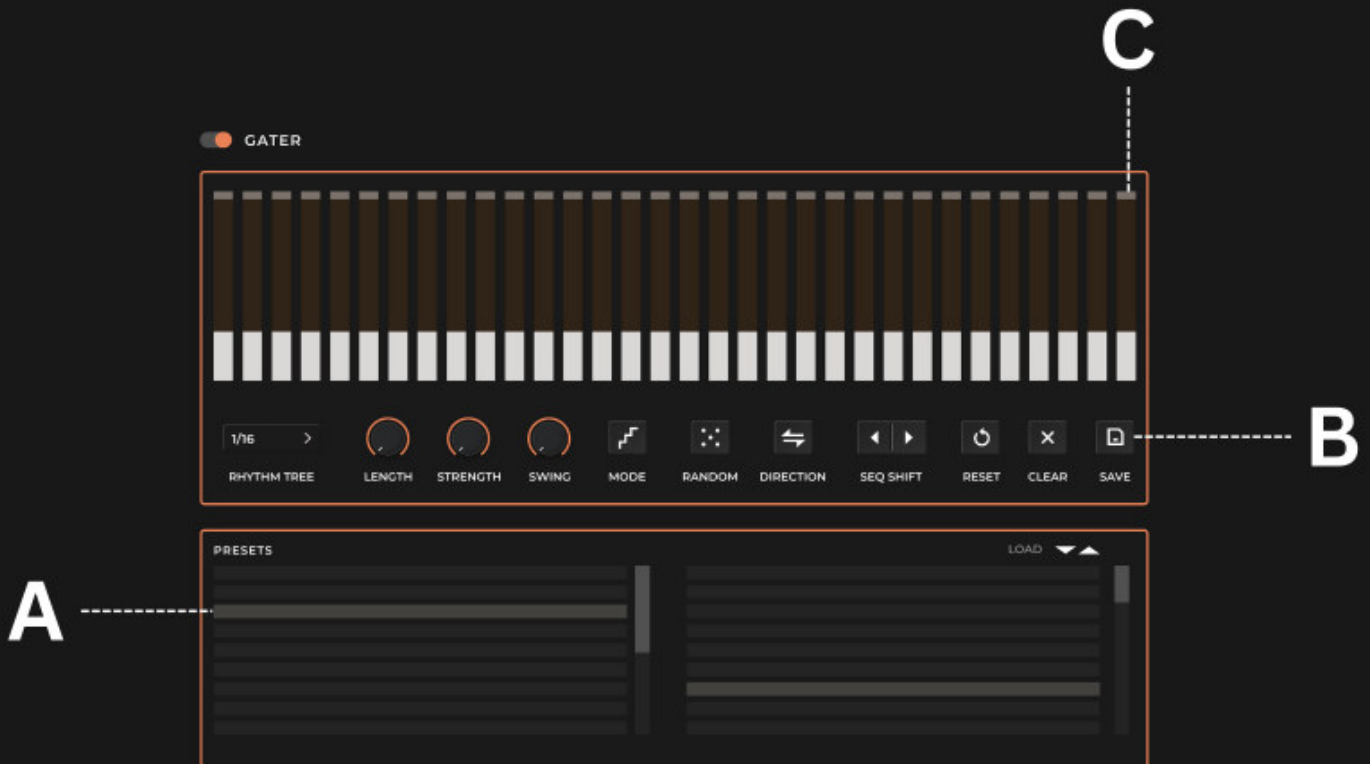 C
GATER
B
1/16
RHYTHM TREE LENGTH STRENGTH SWING MODE RANDOM DIRECTION SEQ SHIFT RESET CLEAR SAVE
PRESETS LOAD
A